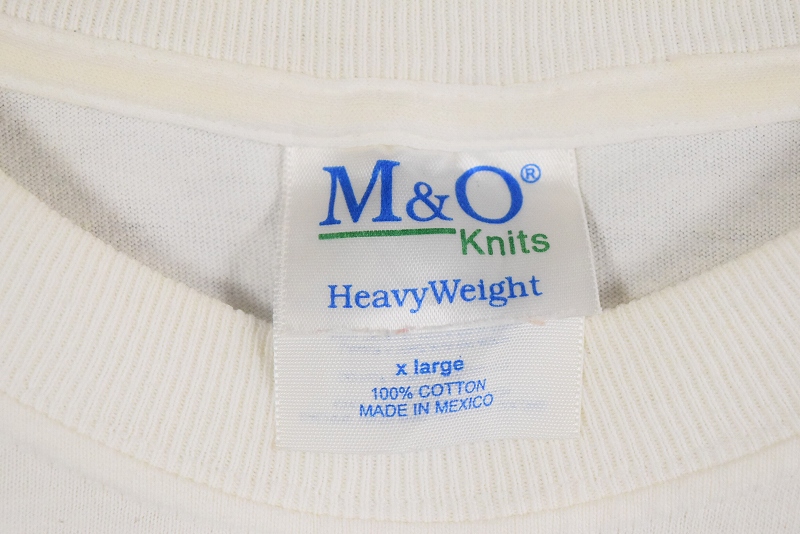 M&O®
Knits
HeavyWeight
x large
100% COTTON
MADE IN MEXICO